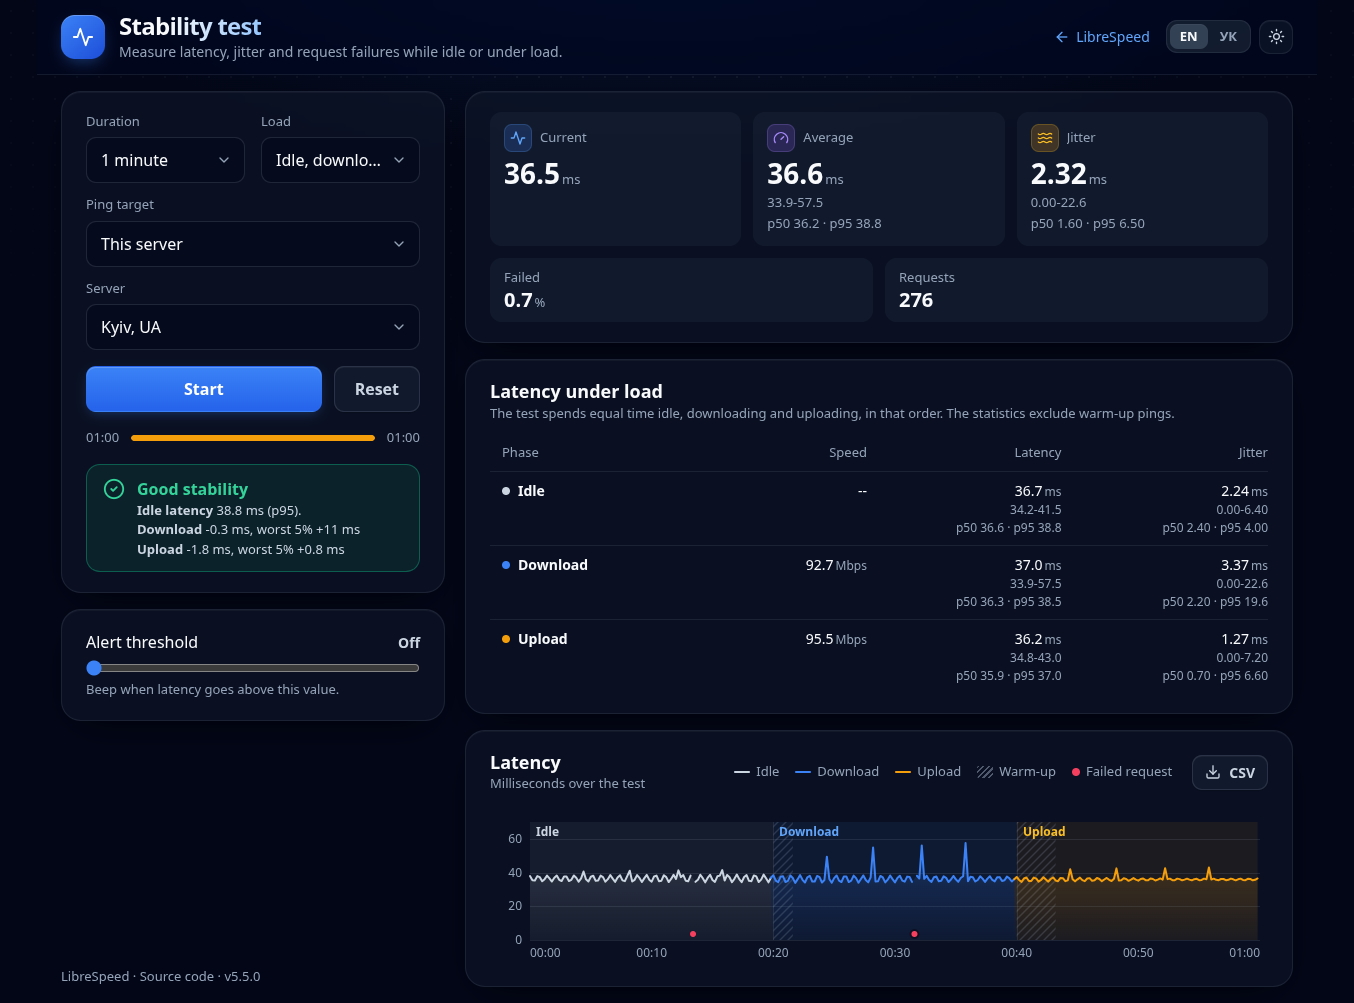 Stability test
Measure latency, jitter and request failures while idle or under load.
LibreSpeed
EN
УК
Duration
Load
1 minute
Idle, downlo...
Ping target
This server
Server
Kyiv, UA
Start
Reset
01:00
01:00
Good stability
Idle latency 38.8 ms (p95).
Download -0.3 ms, worst 5% +11 ms
Upload -1.8 ms, worst 5% +0.8 ms
Alert threshold
Off
Beep when latency goes above this value.
Current
36.5 ms
Average
36.6 ms
33.9-57.5
p50 36.2 · p95 38.8
Jitter
2.32 ms
0.00-22.6
p50 1.60 · p95 6.50
Failed
0.7 %
Requests
276
Latency under load
The test spends equal time idle, downloading and uploading, in that order. The statistics exclude warm-up pings.
Phase Speed Latency Jitter
Idle -- 36.7 ms 2.24 ms
34.2-41.5 0.00-6.40
p50 36.6 · p95 38.8 p50 2.40 · p95 4.00
Download 92.7 Mbps 37.0 ms 3.37 ms
33.9-57.5 0.00-22.6
p50 36.3 · p95 38.5 p50 2.20 · p95 19.6
Upload 95.5 Mbps 36.2 ms 1.27 ms
34.8-43.0 0.00-7.20
p50 35.9 · p95 37.0 p50 0.70 · p95 6.60
Latency
Milliseconds over the test
Idle Download Upload Warm-up Failed request
CSV
Idle Download Upload
60
40
20
0
00:00 00:10 00:20 00:30 00:40 00:50 01:00
LibreSpeed · Source code · v5.5.0